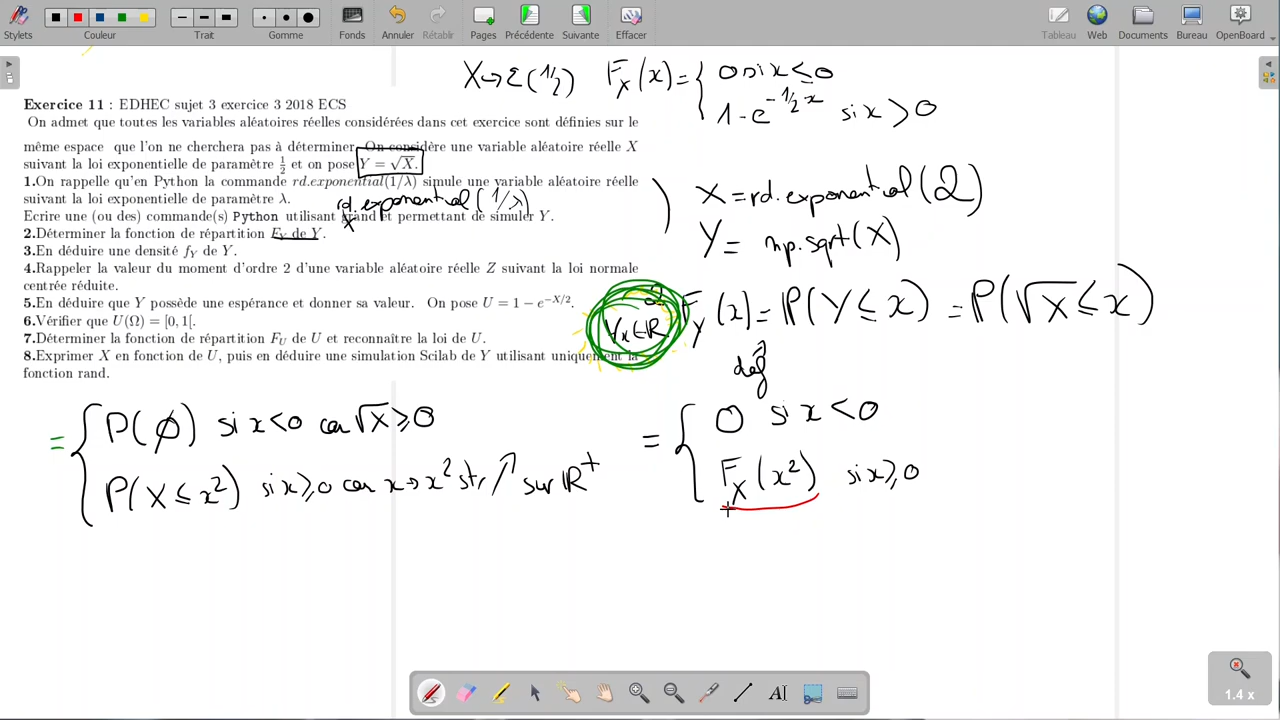 Stylets Couleur Trait Gomme Fonds Annuler Rétablir Pages Précédente Suivante Effacer Tableau Web Documents Bureau OpenBoard
X→Ɛ(1/2) F_X(x) = { 0 si x ≤ 0
1 - e^{-1/2 x} si x > 0
Exercice 11 : EDHEC sujet 3 exercice 3 2018 ECS
On admet que toutes les variables aléatoires réelles considérées dans cet exercice sont définies sur le
même espace que l'on ne cherchera pas à déterminer. On considère une variable aléatoire réelle X
suivant la loi exponentielle de paramètre 1/2 et on pose Y = √X.
1.On rappelle qu'en Python la commande rd.exponential(1/λ) simule une variable aléatoire réelle
suivant la loi exponentielle de paramètre λ.
rd.exponential(1/λ)
Ecrire une (ou des) commande(s) Python utilisant grand et permettant de simuler Y.
2.Déterminer la fonction de répartition F_Y de Y.
3.En déduire une densité f_Y de Y.
4.Rappeler la valeur du moment d'ordre 2 d'une variable aléatoire réelle Z suivant la loi normale
centrée réduite.
5.En déduire que Y possède une espérance et donner sa valeur. On pose U = 1 − e^{−X/2}.
6.Vérifier que U(Ω) = [0, 1[.
7.Déterminer la fonction de répartition F_U de U et reconnaître la loi de U.
8.Exprimer X en fonction de U, puis en déduire une simulation Scilab de Y utilisant uniquement la
fonction rand.
X = rd.exponential(2)
Y = np.sqrt(X)
∀x∈ℝ F_Y(x) = P(Y ≤ x) = P(√X ≤ x)
def
= { P(∅) si x < 0 car √X ≥ 0
P(X ≤ x²) si x ≥ 0 car x→x² str ↗ sur ℝ⁺
= { 0 si x < 0
F_X(x²) si x ≥ 0
1.4 x